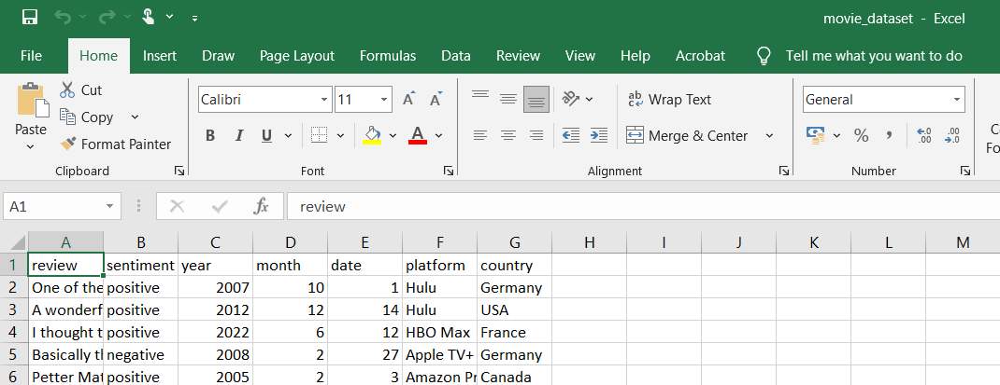 movie_dataset - Excel
File Home Insert Draw Page Layout Formulas Data Review View Help Acrobat Tell me what you want to do
Paste
Cut
Copy
Format Painter
Clipboard
Calibri 11 A A
B I U A
Font
ab
c Wrap Text
Merge & Center
Alignment
General
% , .0 .00 .00 .0
Number
A1 fx review
A B C D E F G H I J K L M
1 review sentiment year month date platform country
2 One of the positive 2007 10 1 Hulu Germany
3 A wonderf positive 2012 12 14 Hulu USA
4 I thought t positive 2022 6 12 HBO Max France
5 Basically tl negative 2008 2 27 Apple TV+ Germany
6 Petter Mat positive 2005 2 3 Amazon Pr Canada